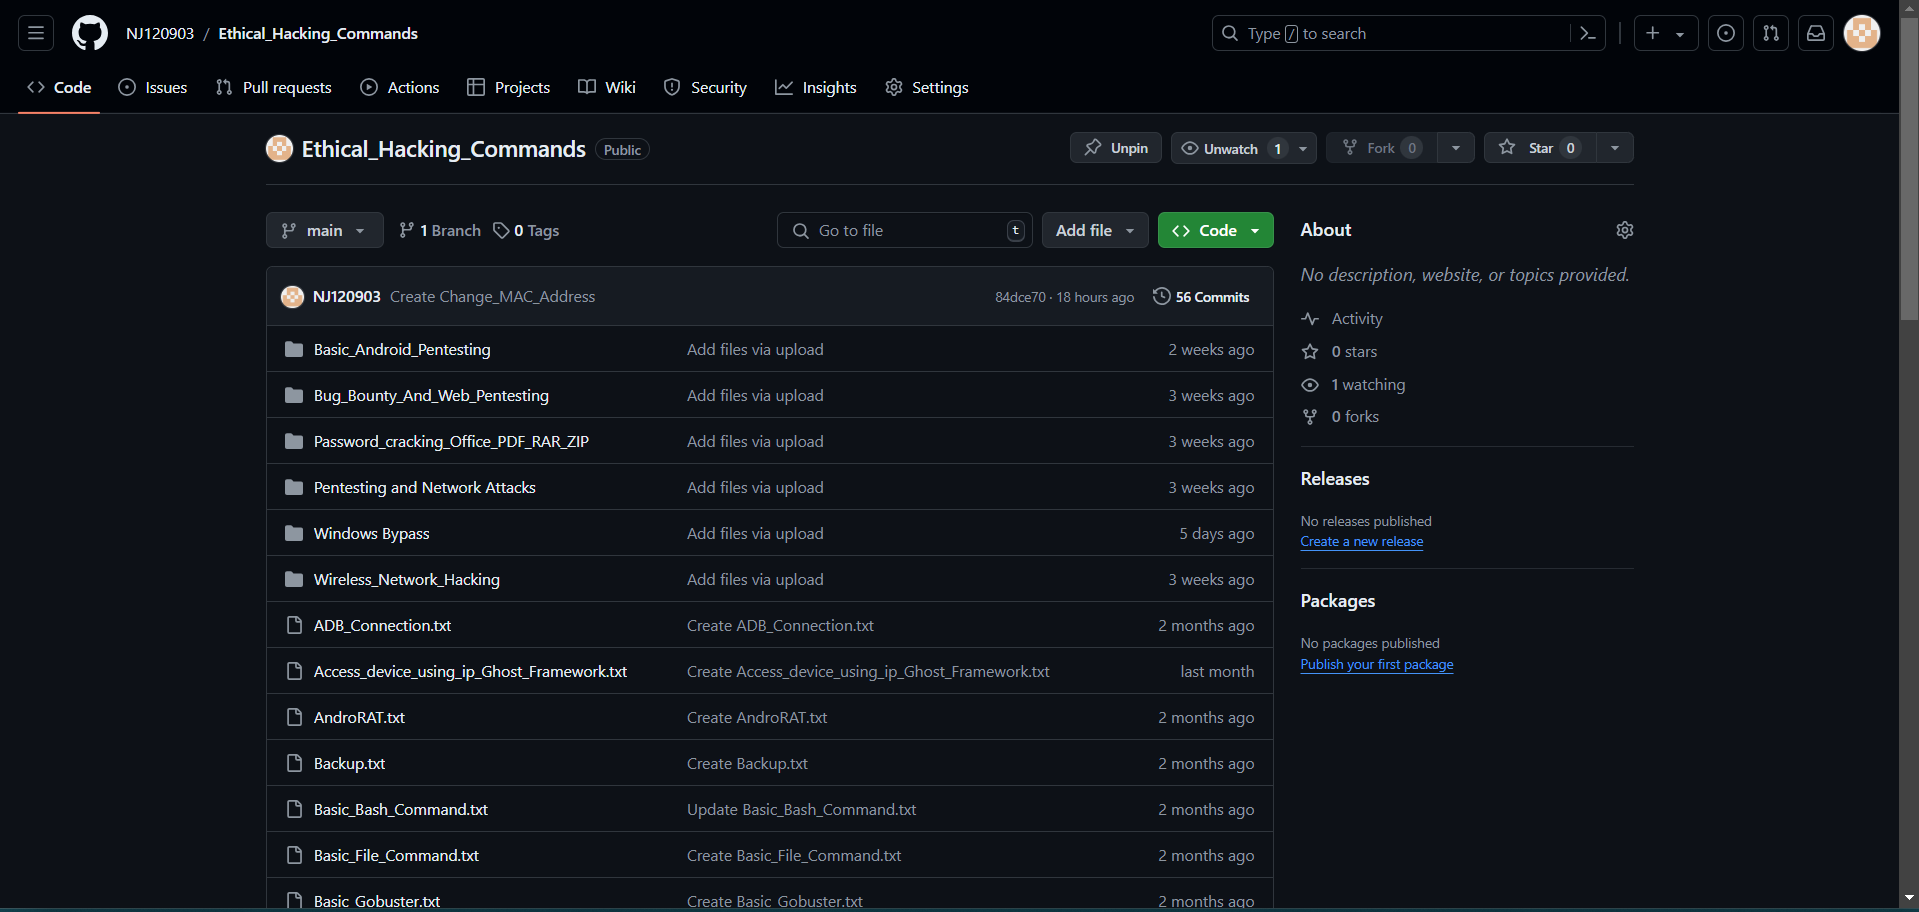 NJ120903 / Ethical_Hacking_Commands
Type / to search
Code Issues Pull requests Actions Projects Wiki Security Insights Settings
Ethical_Hacking_Commands Public
Unpin Unwatch 1 Fork 0 Star 0
main 1 Branch 0 Tags Go to file t Add file Code
NJ120903 Create Change_MAC_Address 84dce70 · 18 hours ago 56 Commits
Basic_Android_Pentesting Add files via upload 2 weeks ago
Bug_Bounty_And_Web_Pentesting Add files via upload 3 weeks ago
Password_cracking_Office_PDF_RAR_ZIP Add files via upload 3 weeks ago
Pentesting and Network Attacks Add files via upload 3 weeks ago
Windows Bypass Add files via upload 5 days ago
Wireless_Network_Hacking Add files via upload 3 weeks ago
ADB_Connection.txt Create ADB_Connection.txt 2 months ago
Access_device_using_ip_Ghost_Framework.txt Create Access_device_using_ip_Ghost_Framework.txt last month
AndroRAT.txt Create AndroRAT.txt 2 months ago
Backup.txt Create Backup.txt 2 months ago
Basic_Bash_Command.txt Update Basic_Bash_Command.txt 2 months ago
Basic_File_Command.txt Create Basic_File_Command.txt 2 months ago
Basic_Gobuster.txt Create Basic_Gobuster.txt 2 months ago
About
No description, website, or topics provided.
Activity
0 stars
1 watching
0 forks
Releases
No releases published
Create a new release
Packages
No packages published
Publish your first package